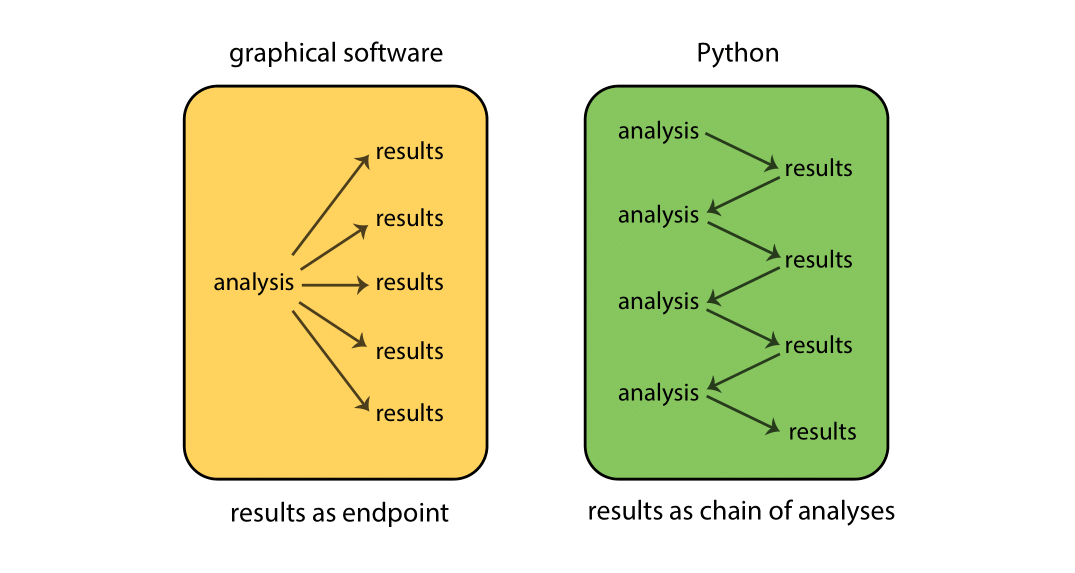 graphical software
results
results
analysis
results
results
results
results as endpoint
Python
analysis
results
analysis
results
analysis
results
analysis
results
results as chain of analyses